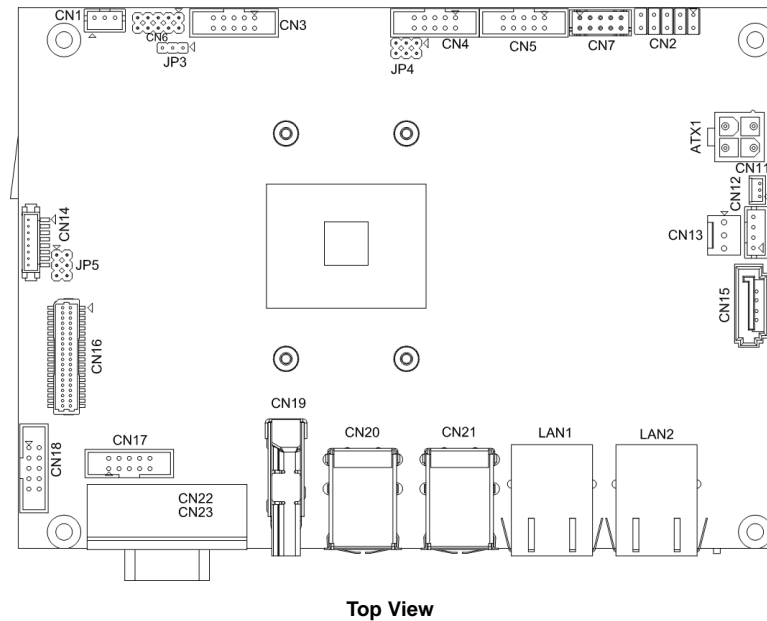 CN1
CN6
CN3
CN4
CN5
CN7
CN2
JP3
JP4
ATX1
CN11
CN12
CN14
CN13
JP5
CN15
CN16
CN19
CN20
CN21
LAN1
LAN2
CN17
CN18
CN22
CN23
Top View